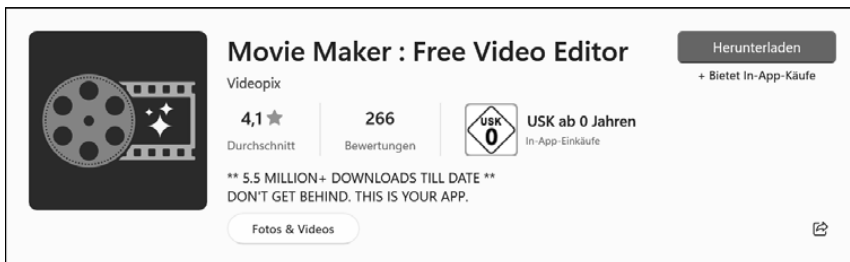 Movie Maker : Free Video Editor
Herunterladen
+ Bietet In-App-Käufe
Videopix
4,1★
Durchschnitt
266
Bewertungen
USK
0
USK ab 0 Jahren
In-App-Einkäufe
** 5.5 MILLION+ DOWNLOADS TILL DATE **
DON'T GET BEHIND. THIS IS YOUR APP.
Fotos & Videos